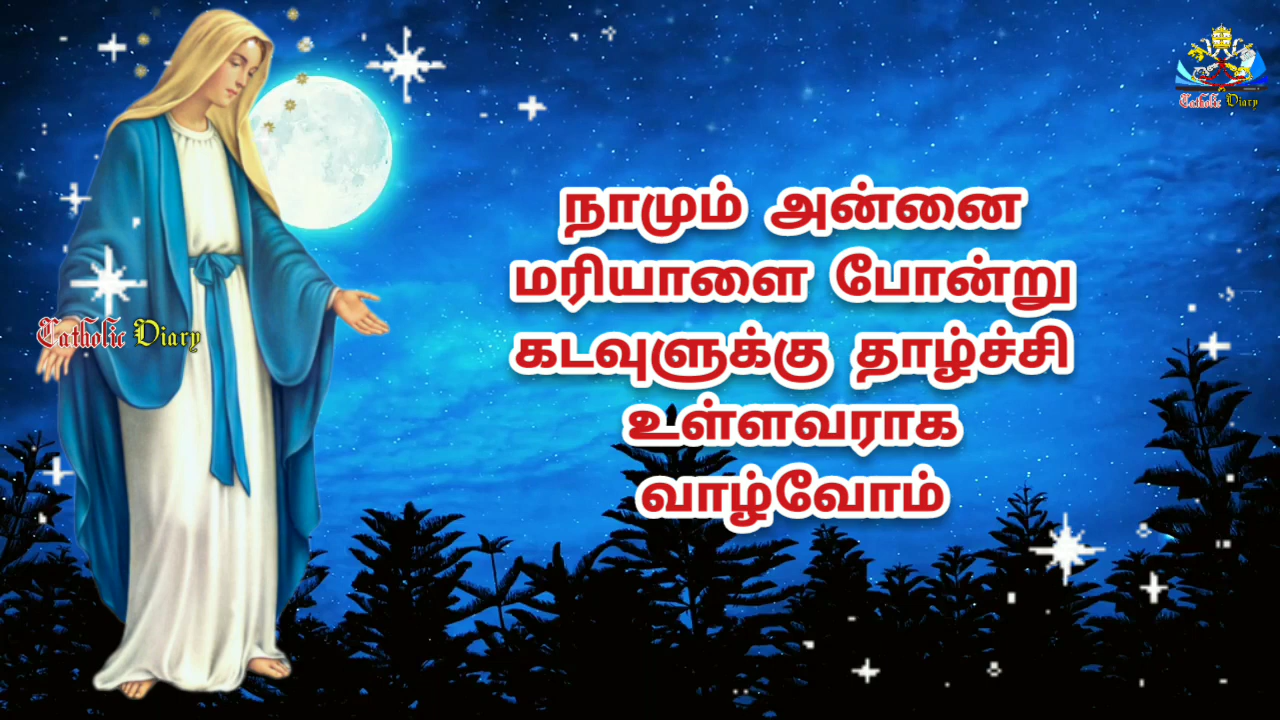 Catholic Diary
நாமும் அன்னை
மரியாளை போன்று
கடவுளுக்கு தாழ்ச்சி
உள்ளவராக
வாழ்வோம்
Catholic Diary